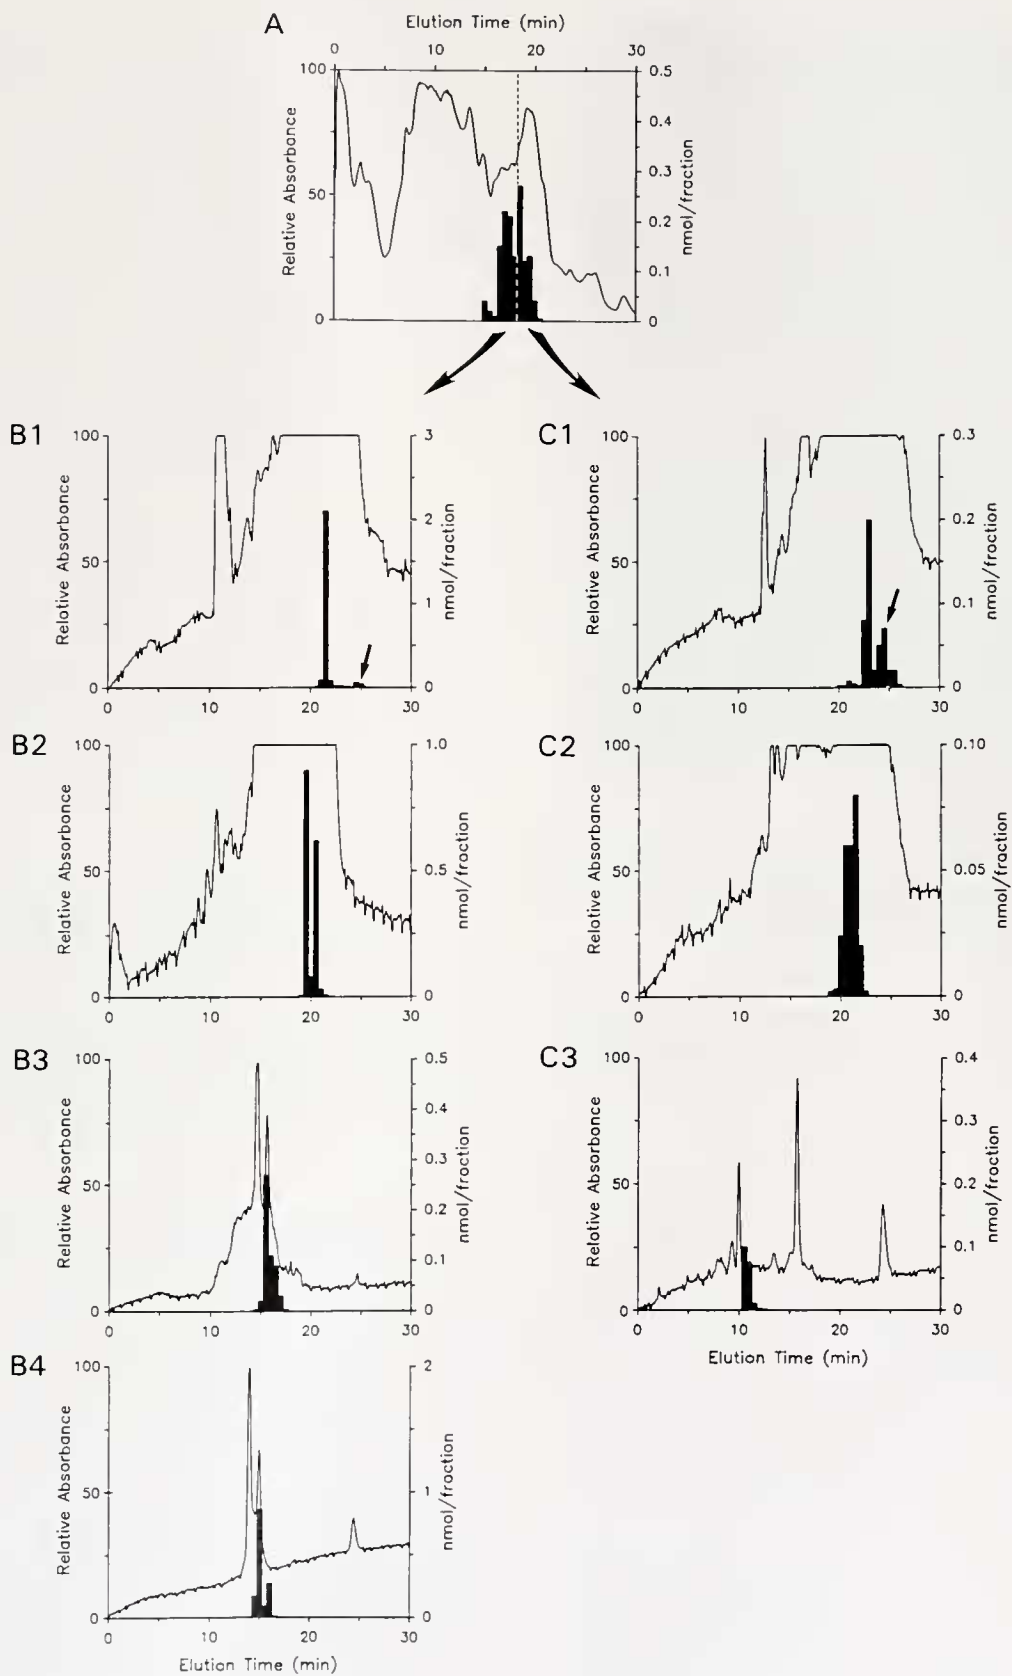 A
Elution Time (min)
0 10 20 30
100 0.5
0.4
0.3
50
0.2
0.1
0 0
Relative Absorbance
nmol/fraction
B1
100 3
2
50
1
0 0
0 10 20 30
Relative Absorbance
nmol/fraction
C1
100 0.3
0.2
50
0.1
0 0
0 10 20 30
Relative Absorbance
nmol/fraction
B2
100 1.0
50 0.5
0 0
0 10 20 30
Relative Absorbance
nmol/fraction
C2
100 0.10
50 0.05
0 0
0 10 20 30
Relative Absorbance
nmol/fraction
B3
100 0.5
0.4
0.3
50
0.2
0.1
0 0
0 10 20 30
Relative Absorbance
nmol/fraction
C3
100 0.4
0.3
50 0.2
0.1
0 0
0 10 20 30
Relative Absorbance
nmol/fraction
Elution Time (min)
B4
100 2
50 1
0 0
0 10 20 30
Relative Absorbance
nmol/fraction
Elution Time (min)